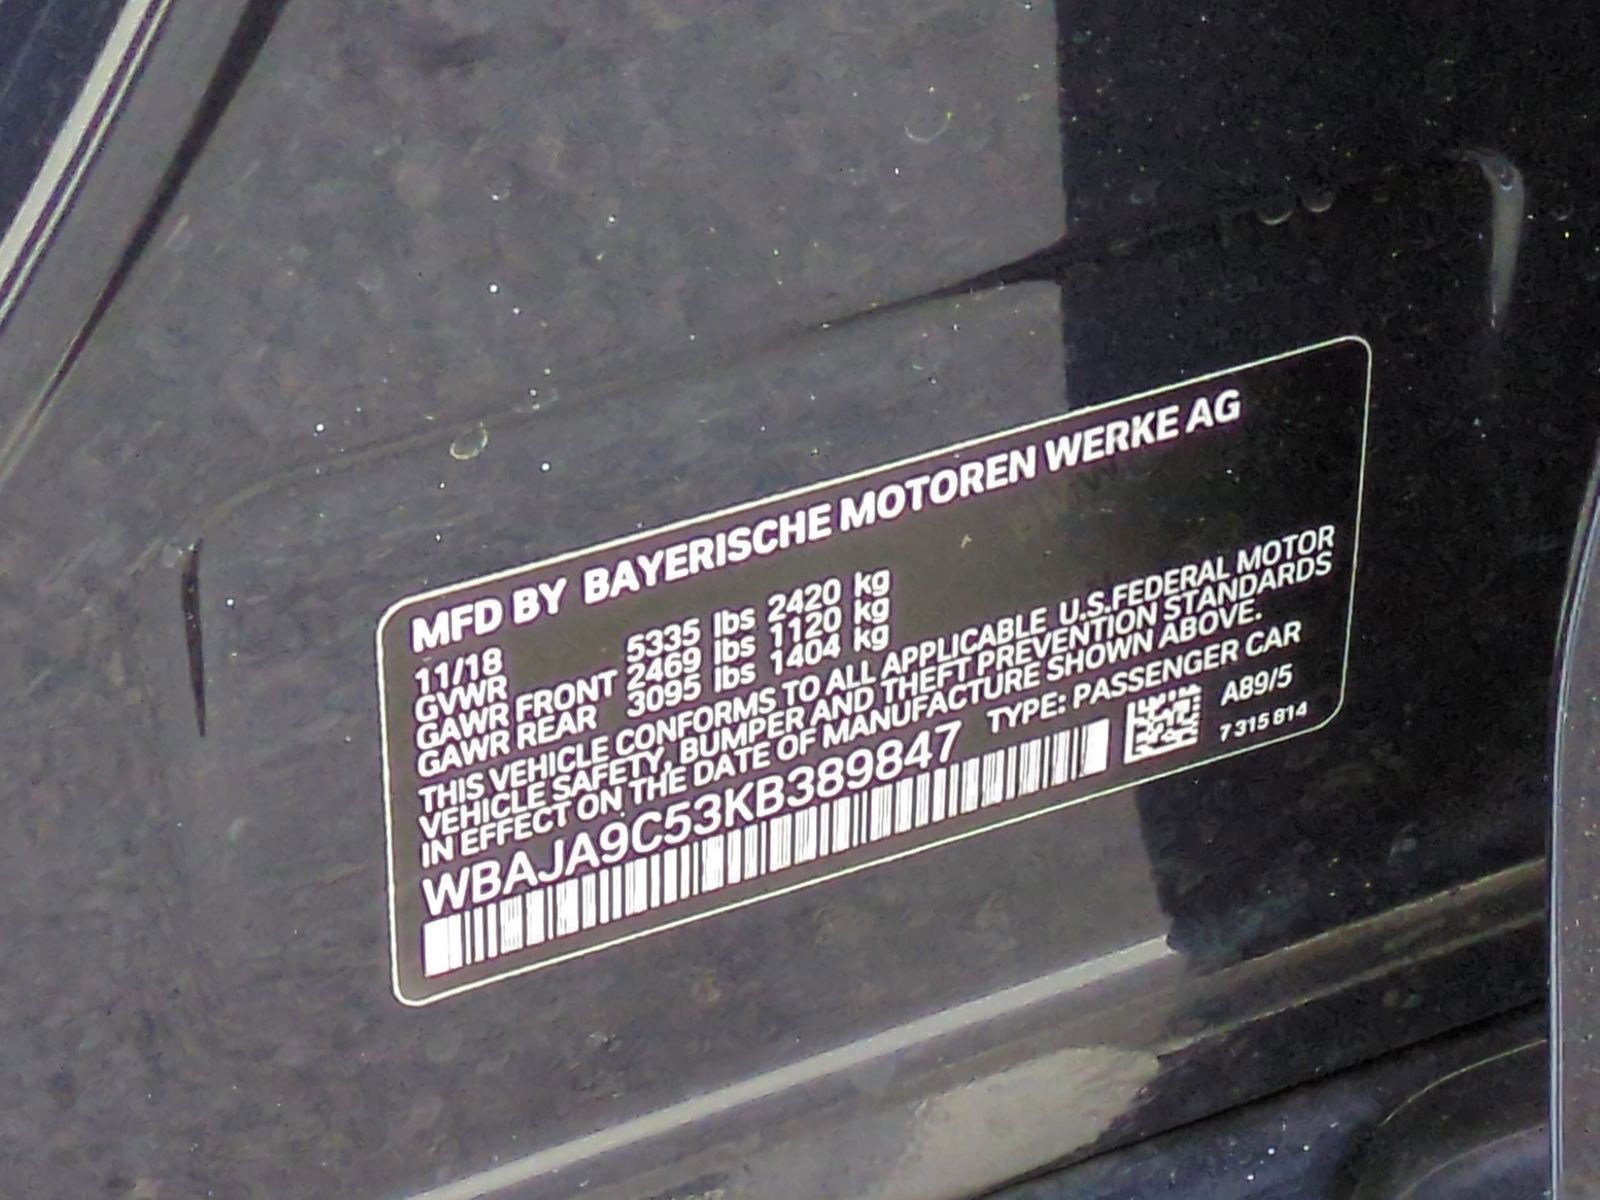 MFD BY BAYERISCHE MOTOREN WERKE AG
11/18
GVWR 5335 lbs 2420 kg
GAWR FRONT 2469 lbs 1120 kg
GAWR REAR 3095 lbs 1404 kg
THIS VEHICLE CONFORMS TO ALL APPLICABLE U.S.FEDERAL MOTOR
VEHICLE SAFETY, BUMPER AND THEFT PREVENTION STANDARDS
IN EFFECT ON THE DATE OF MANUFACTURE SHOWN ABOVE.
WBAJA9C53KB389847 TYPE: PASSENGER CAR
A89/5
7 315 814